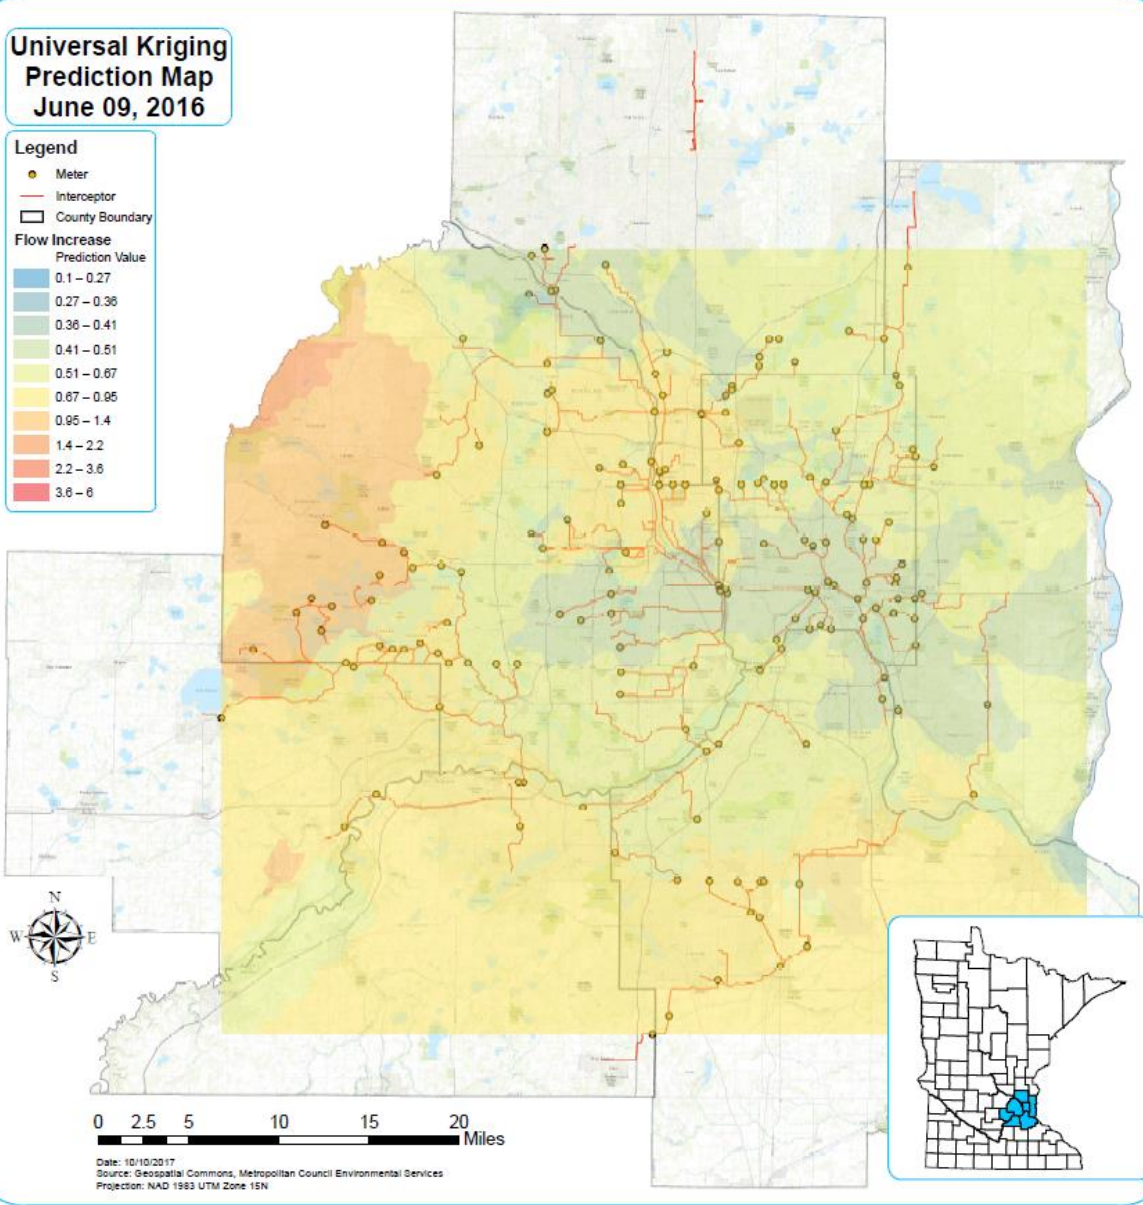 Universal Kriging
Prediction Map
June 09, 2016
Legend
Meter
Interceptor
County Boundary
Flow Increase
Prediction Value
0.1 – 0.27
0.27 – 0.36
0.36 – 0.41
0.41 – 0.51
0.51 – 0.67
0.67 – 0.95
0.95 – 1.4
1.4 – 2.2
2.2 – 3.6
3.6 – 6
N
W E
S
0 2.5 5 10 15 20
Miles
Date: 10/10/2017
Source: Geospatial Commons, Metropolitan Council Environmental Services
Projection: NAD 1983 UTM Zone 15N